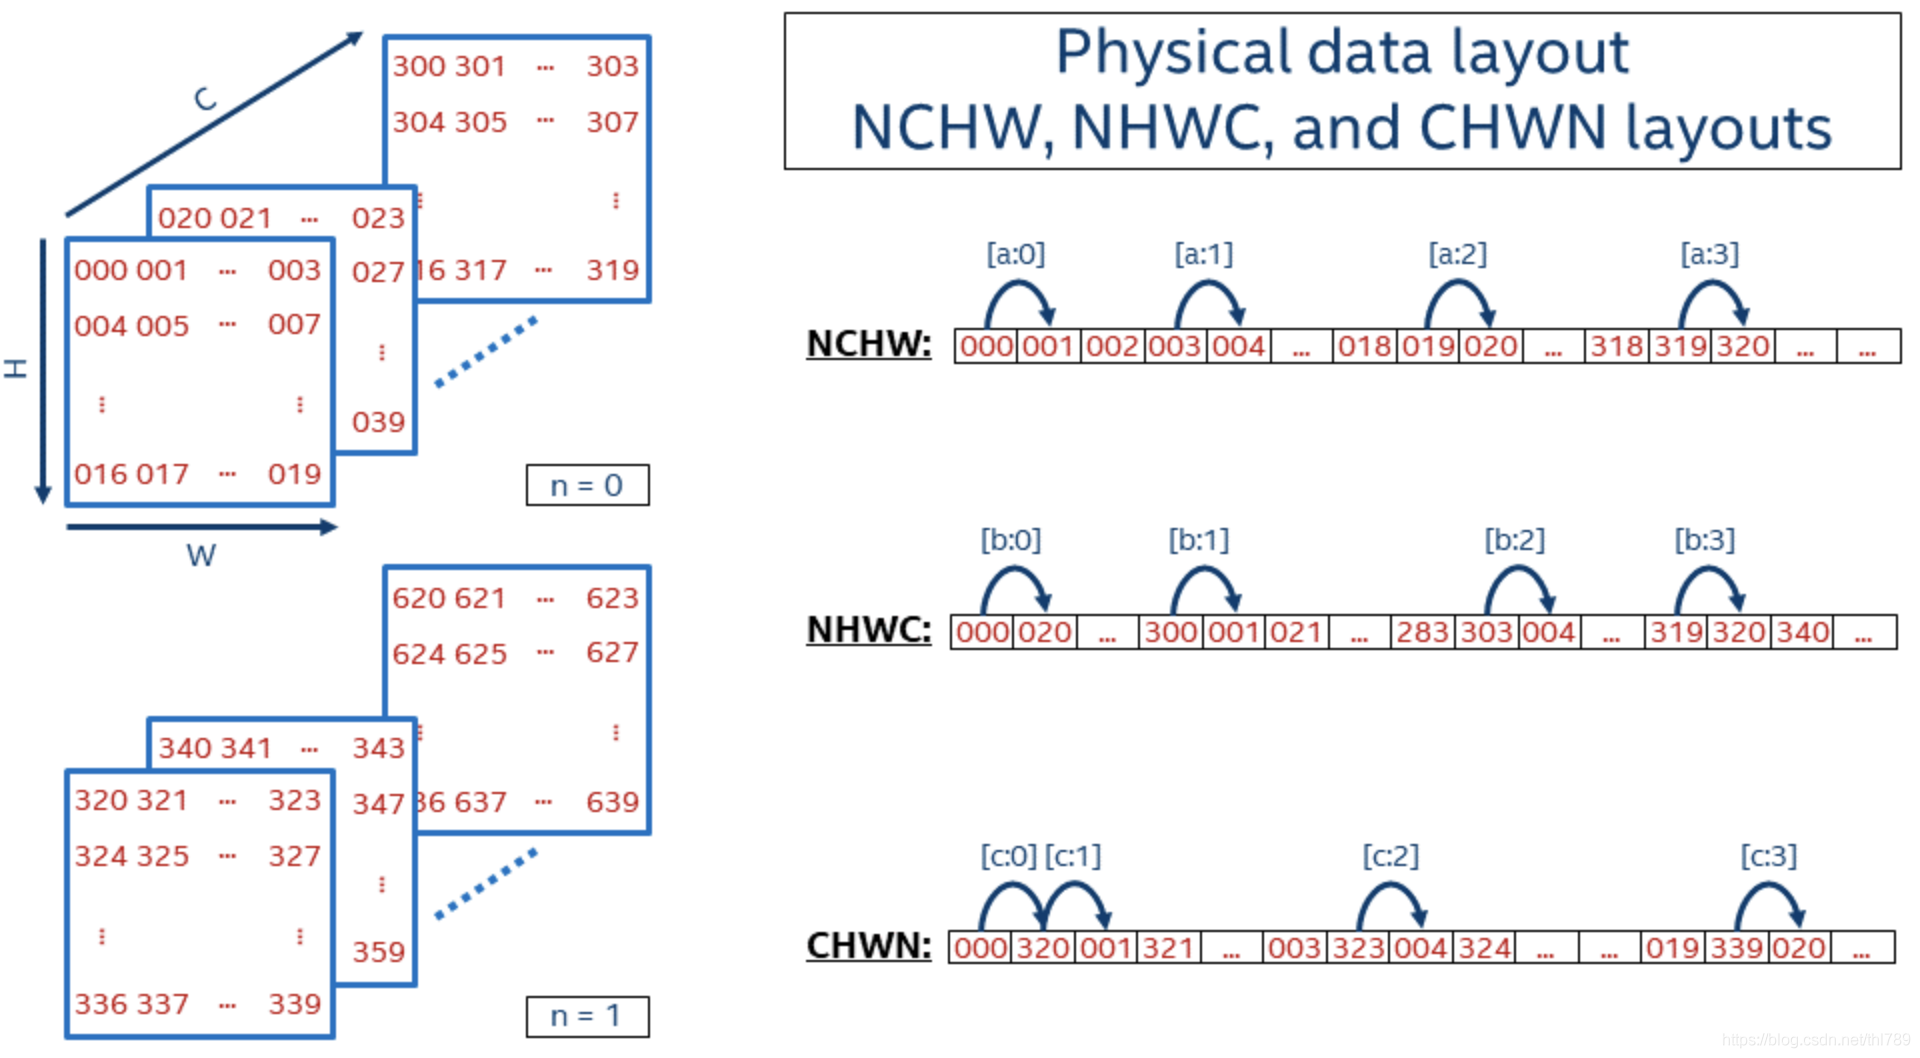 Physical data layout
NCHW, NHWC, and CHWN layouts
C
300 301 ... 303
304 305 ... 307
⋮ ⋮
16 317 ... 319
020 021 ... 023
027
⋮
039
000 001 ... 003
004 005 ... 007
⋮ ⋮
016 017 ... 019
H
W
n = 0
620 621 ... 623
624 625 ... 627
⋮ ⋮
36 637 ... 639
340 341 ... 343
347
⋮
359
320 321 ... 323
324 325 ... 327
⋮ ⋮
336 337 ... 339
n = 1
[a:0] [a:1] [a:2] [a:3]
NCHW: 000 001 002 003 004 ... 018 019 020 ... 318 319 320 ... ...
[b:0] [b:1] [b:2] [b:3]
NHWC: 000 020 ... 300 001 021 ... 283 303 004 ... 319 320 340 ...
[c:0] [c:1] [c:2] [c:3]
CHWN: 000 320 001 321 ... 003 323 004 324 ... ... 019 339 020 ...
https://blog.csdn.net/thl789